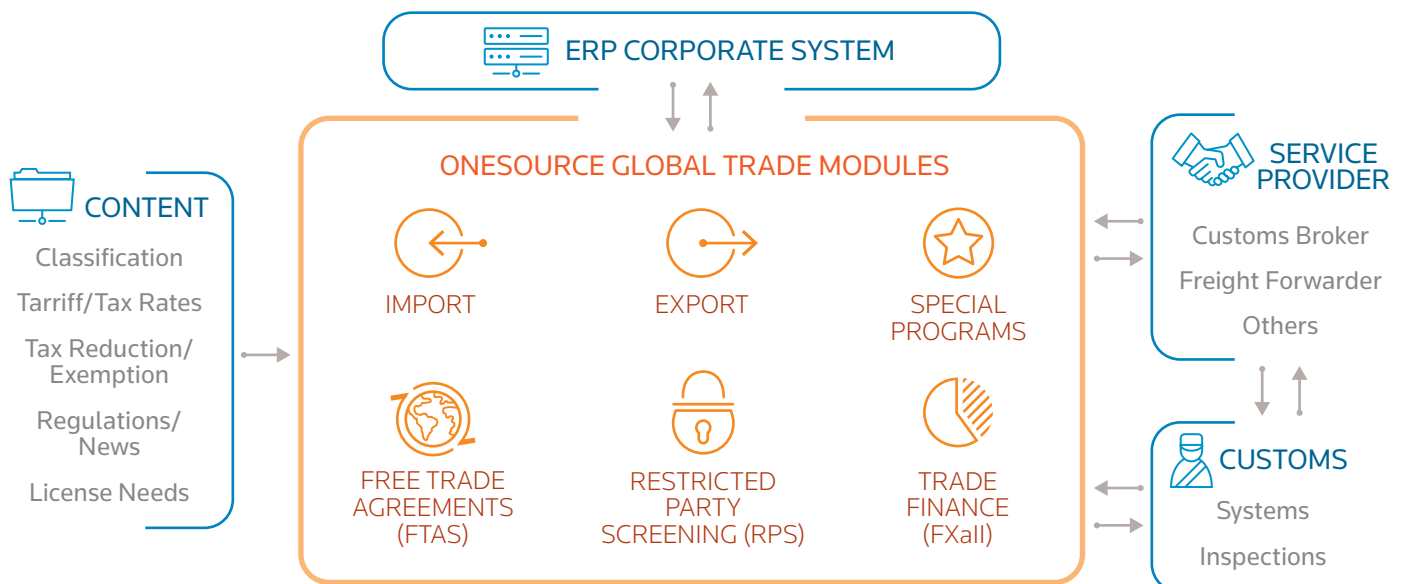 ERP CORPORATE SYSTEM
ONESOURCE GLOBAL TRADE MODULES
IMPORT
EXPORT
SPECIAL
PROGRAMS
FREE TRADE
AGREEMENTS
(FTAS)
RESTRICTED
PARTY
SCREENING (RPS)
TRADE
FINANCE
(FXall)
CONTENT
Classification
Tarriff/Tax Rates
Tax Reduction/
Exemption
Regulations/
News
License Needs
SERVICE
PROVIDER
Customs Broker
Freight Forwarder
Others
CUSTOMS
Systems
Inspections